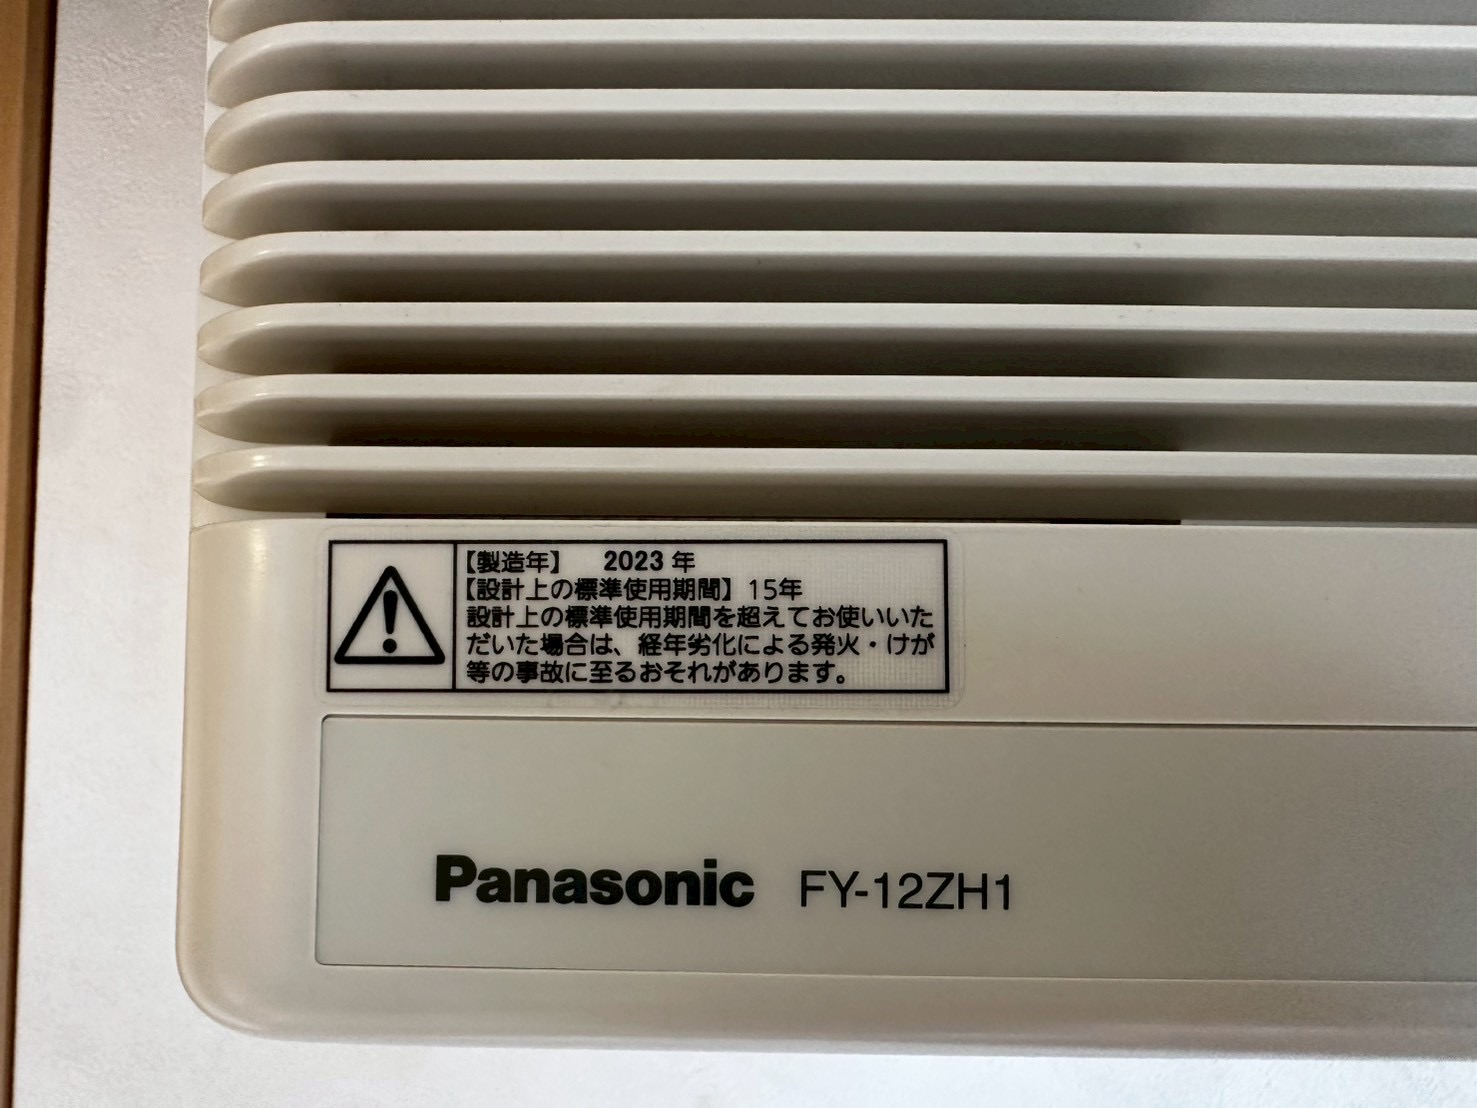 【製造年】 2023 年
【設計上の標準使用期間】15年
設計上の標準使用期間を超えてお使いいた
だいた場合は、経年劣化による発火・けが
等の事故に至るおそれがあります。
Panasonic FY-12ZH1